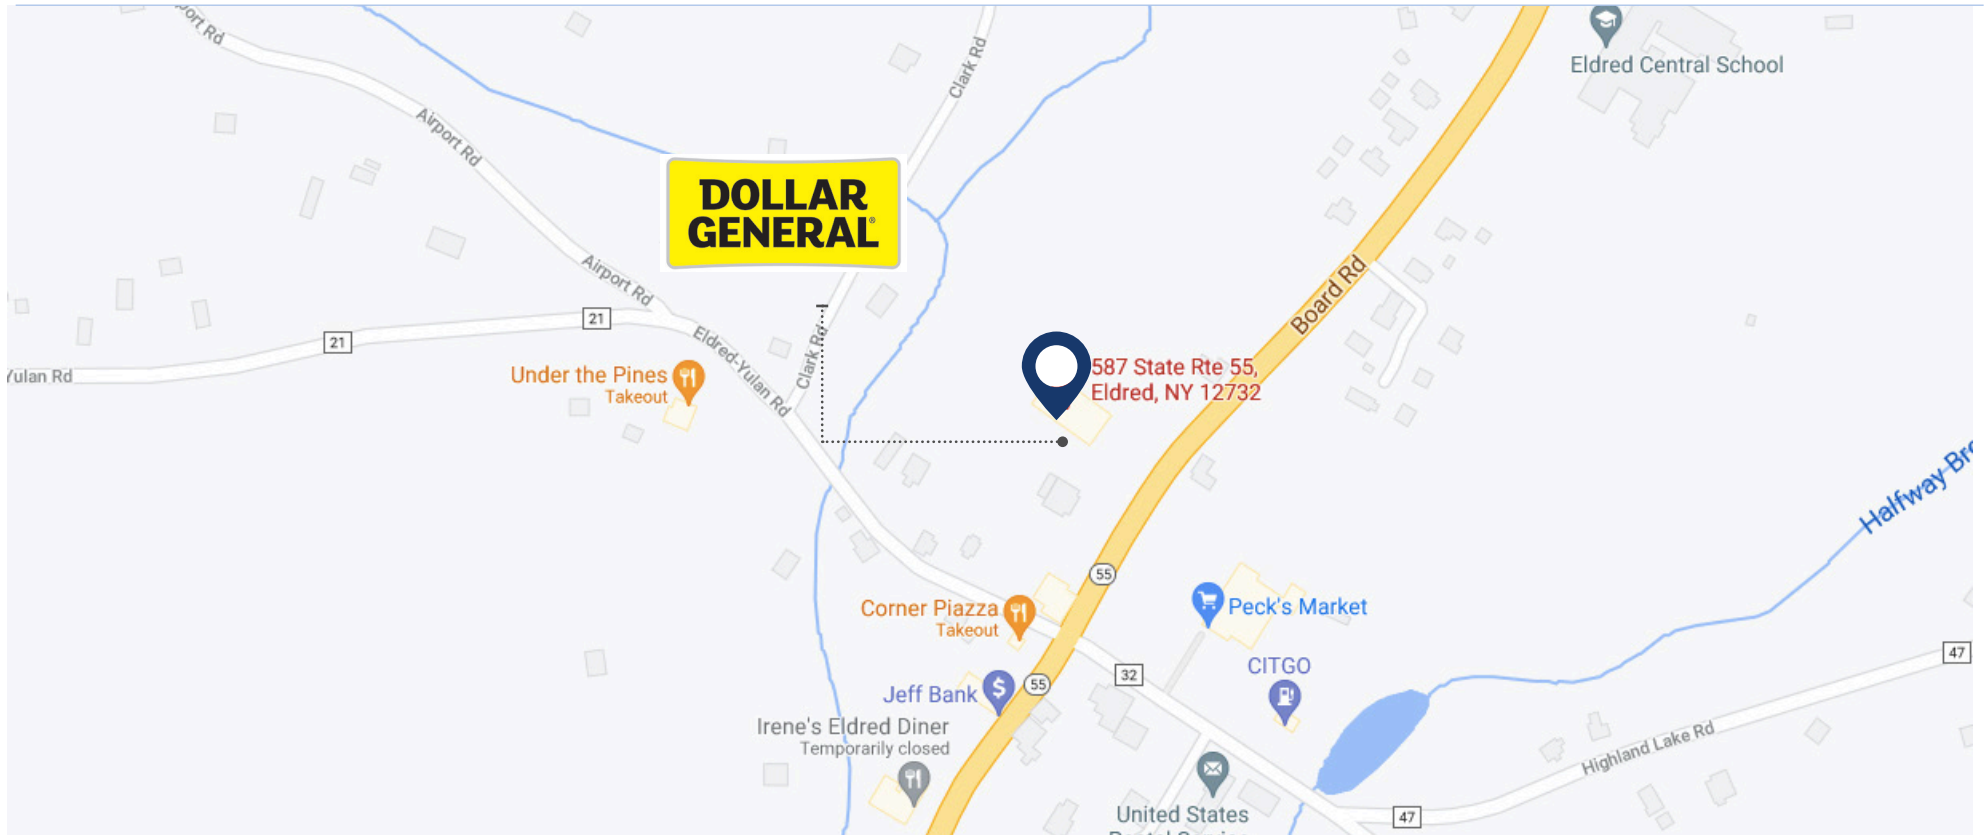 port Rd
Clark Rd
Eldred Central School
Airport Rd
DOLLAR
GENERAL®
Airport Rd
Board Rd
21
21
Eldred-Yulan Rd
Clark Rd
Yulan Rd
Under the Pines
Takeout
587 State Rte 55,
Eldred, NY 12732
Halfway Bro
55
Corner Piazza
Takeout
Peck's Market
47
CITGO
32
55
Jeff Bank
Irene's Eldred Diner
Temporarily closed
Highland Lake Rd
United States
47